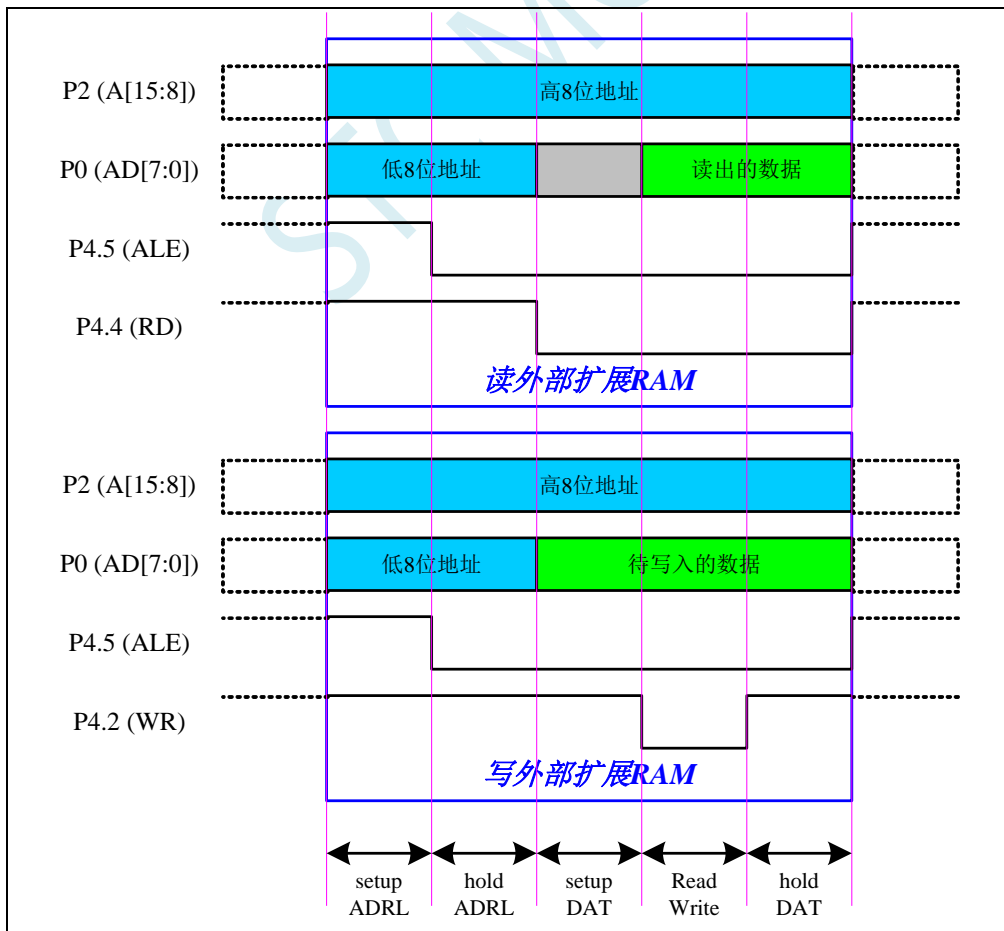 P2 (A[15:8])
高8位地址
P0 (AD[7:0])
低8位地址
读出的数据
P4.5 (ALE)
P4.4 (RD)
读外部扩展RAM
P2 (A[15:8])
高8位地址
P0 (AD[7:0])
低8位地址
待写入的数据
P4.5 (ALE)
P4.2 (WR)
写外部扩展RAM
setup
ADRL
hold
ADRL
setup
DAT
Read
Write
hold
DAT